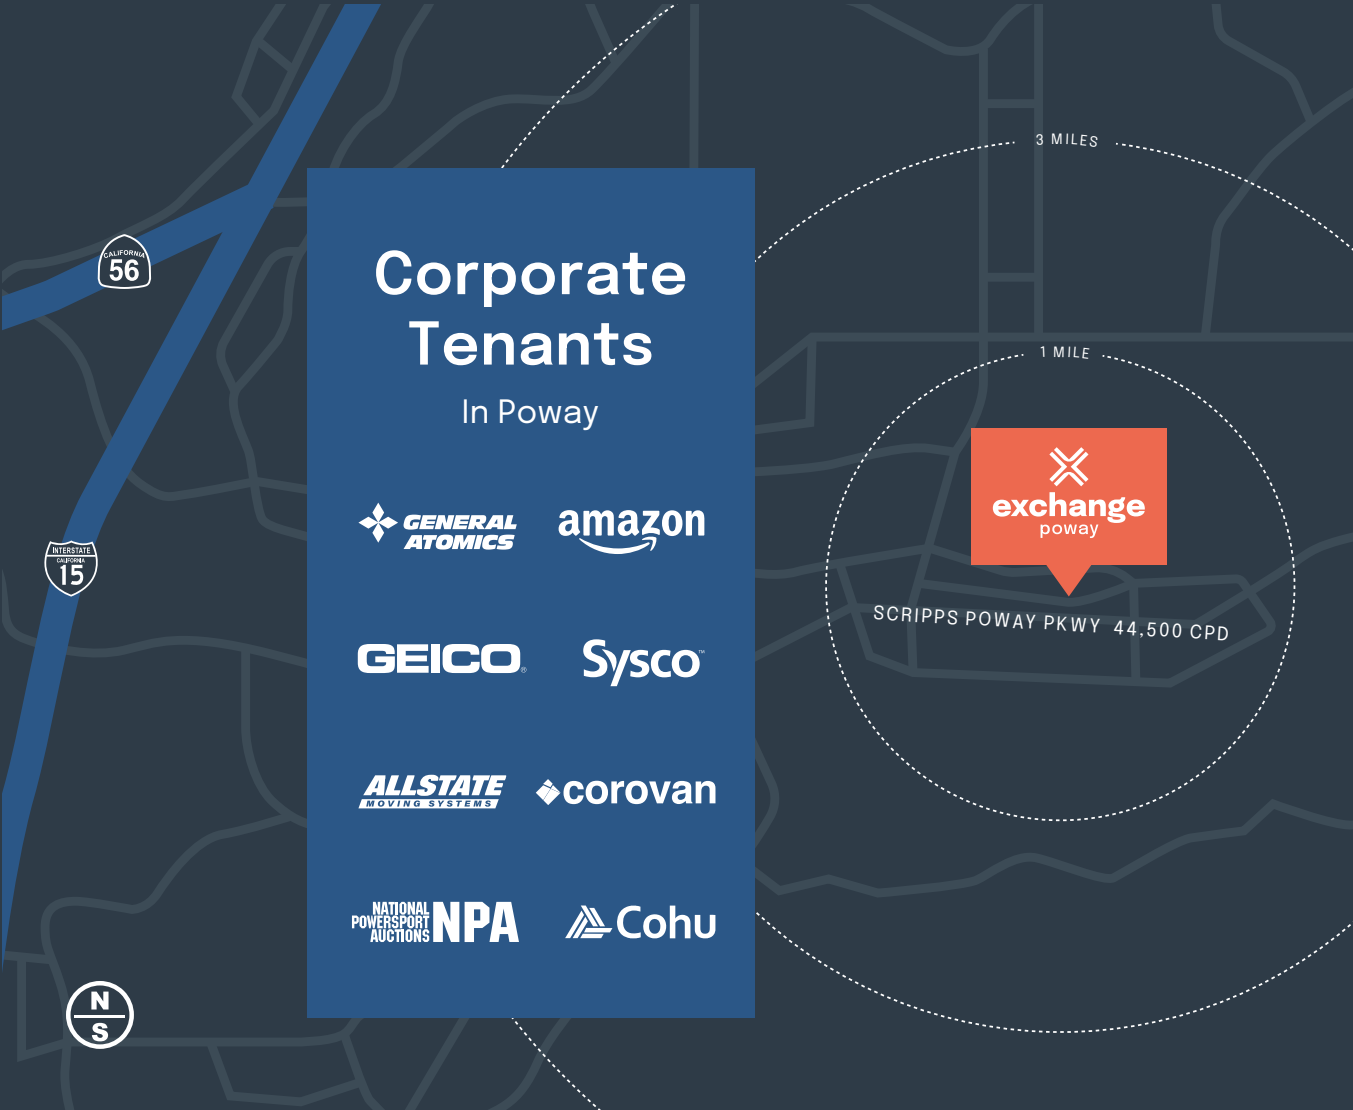 3 MILES
CALIFORNIA
56
Corporate
Tenants
In Poway
1 MILE
GENERAL
ATOMICS
amazon
exchange
poway
INTERSTATE
CALIFORNIA
15
SCRIPPS POWAY PKWY 44,500 CPD
GEICO®
Sysco™
ALLSTATE
MOVING SYSTEMS
corovan
NATIONAL
POWERSPORT
AUCTIONS
NPA
Cohu
N
S